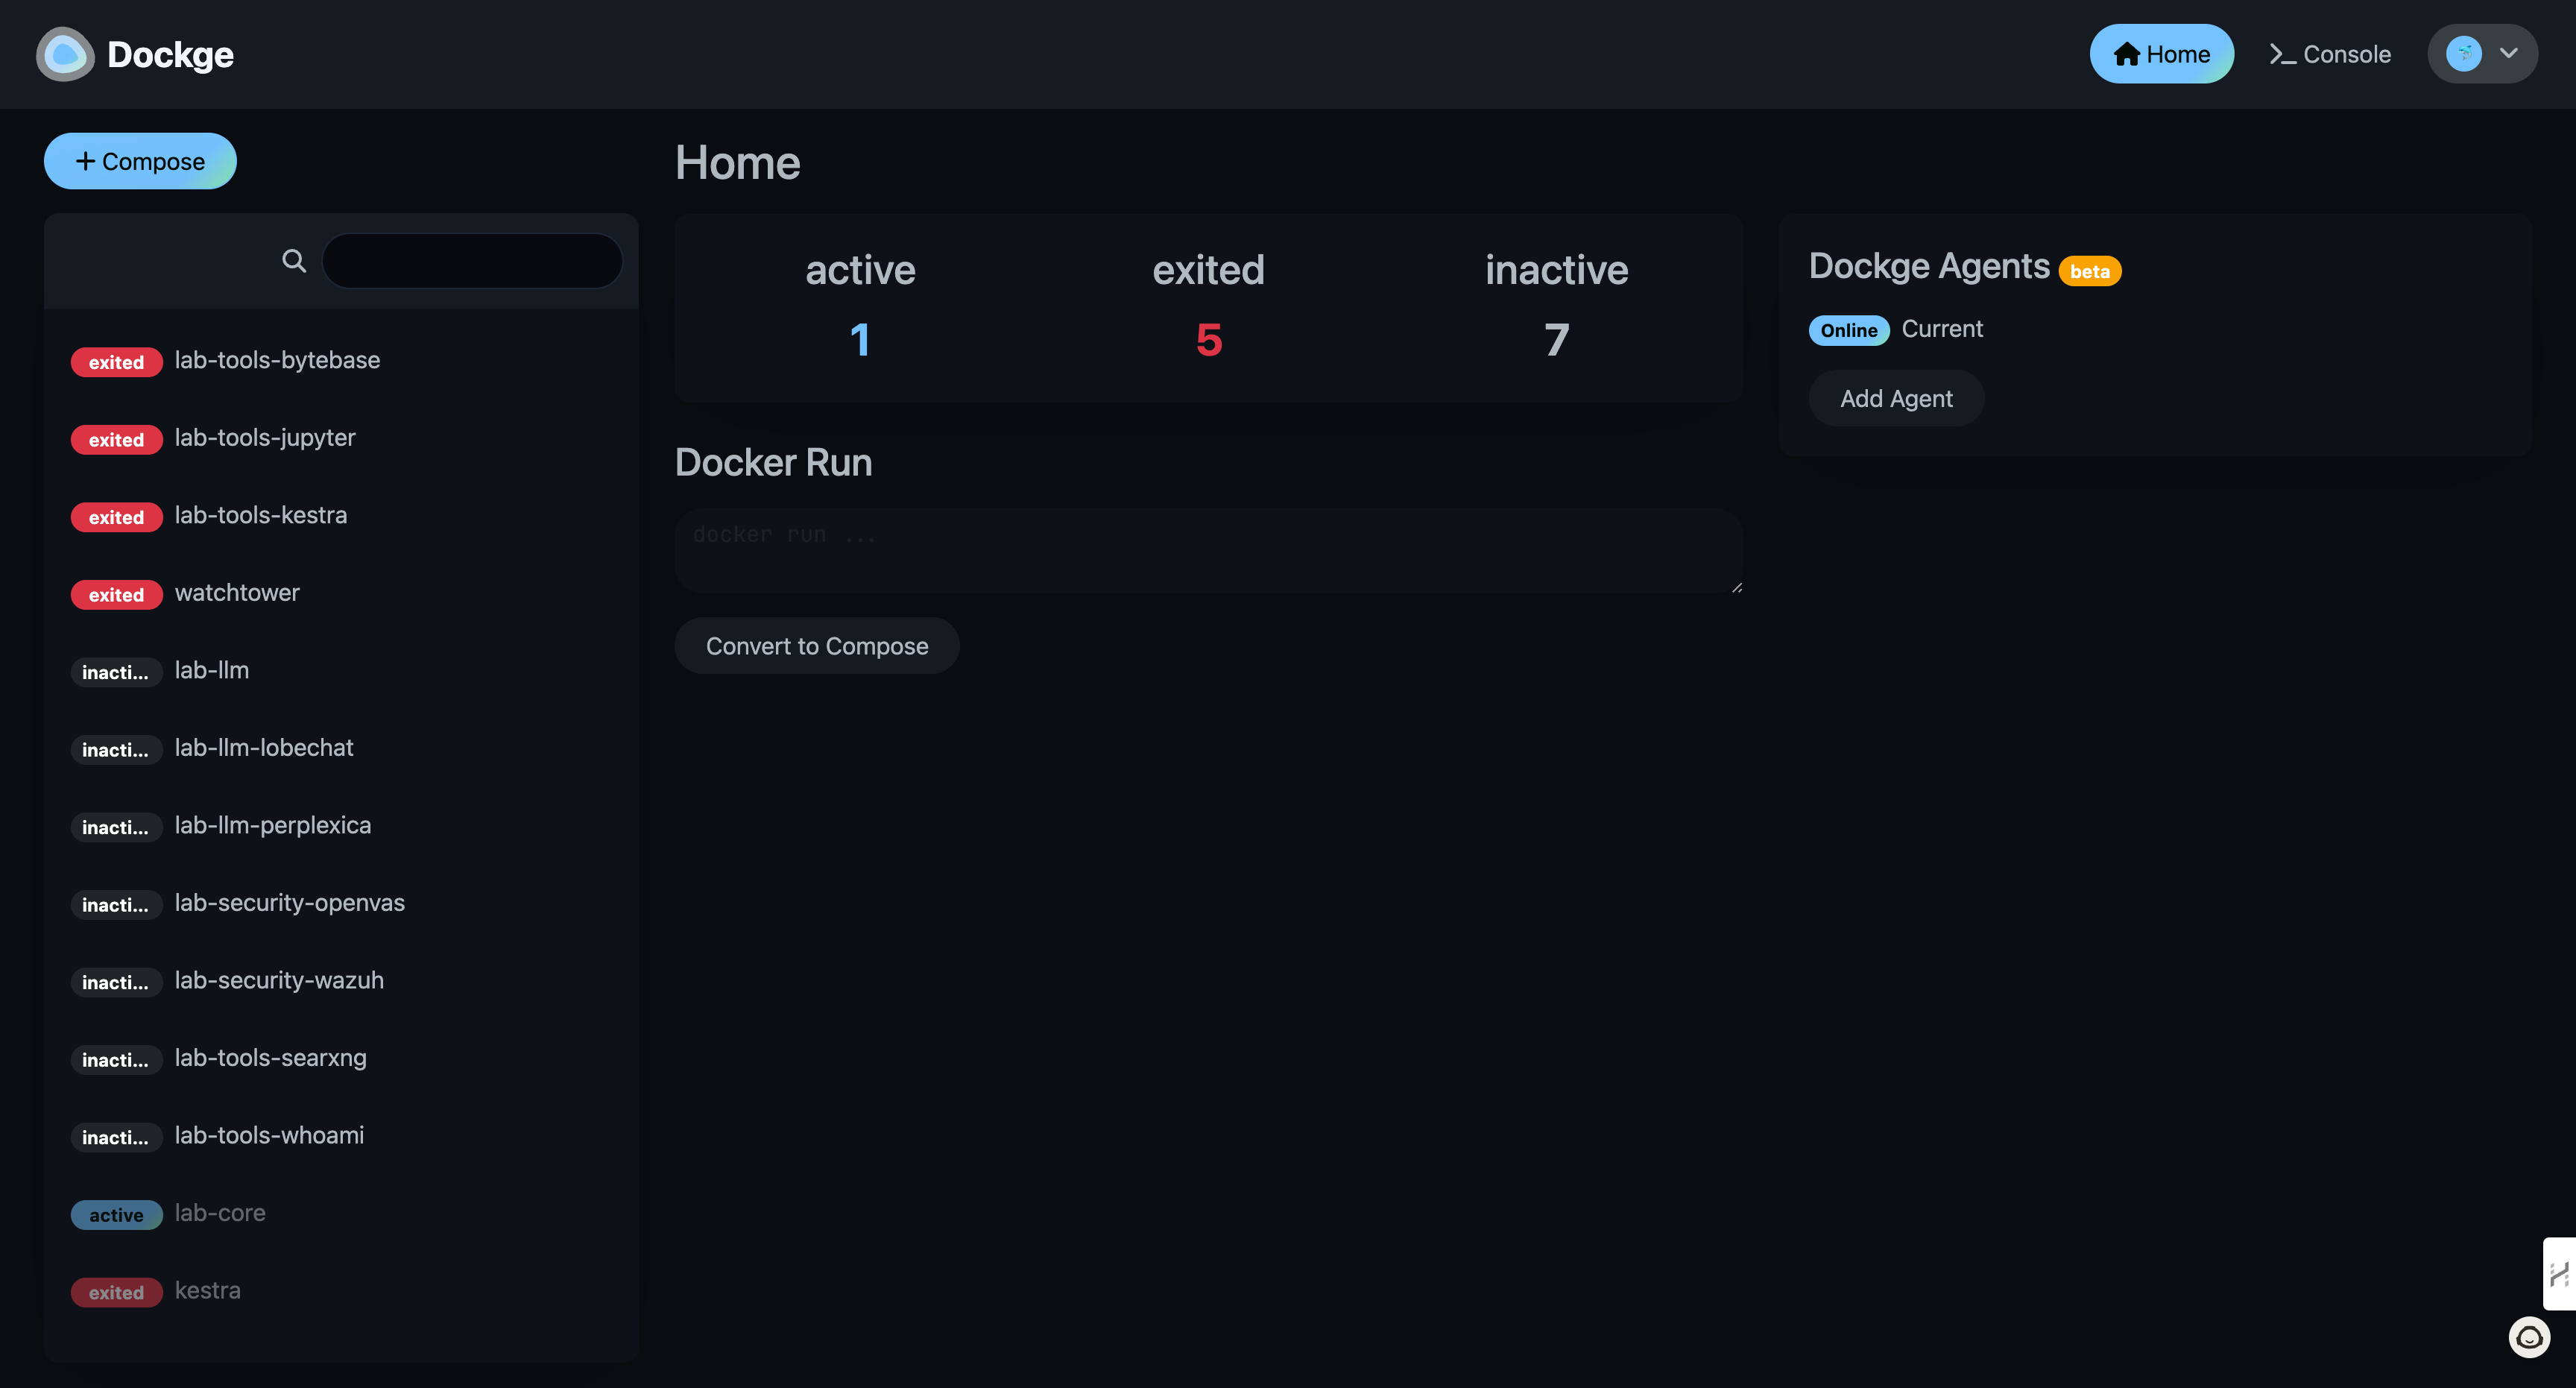 Dockge
Home
Console
Compose
exited lab-tools-bytebase
exited lab-tools-jupyter
exited lab-tools-kestra
exited watchtower
inacti... lab-llm
inacti... lab-llm-lobechat
inacti... lab-llm-perplexica
inacti... lab-security-openvas
inacti... lab-security-wazuh
inacti... lab-tools-searxng
inacti... lab-tools-whoami
active lab-core
exited kestra
Home
active exited inactive
1 5 7
Docker Run
docker run ...
Convert to Compose
Dockge Agents beta
Online Current
Add Agent